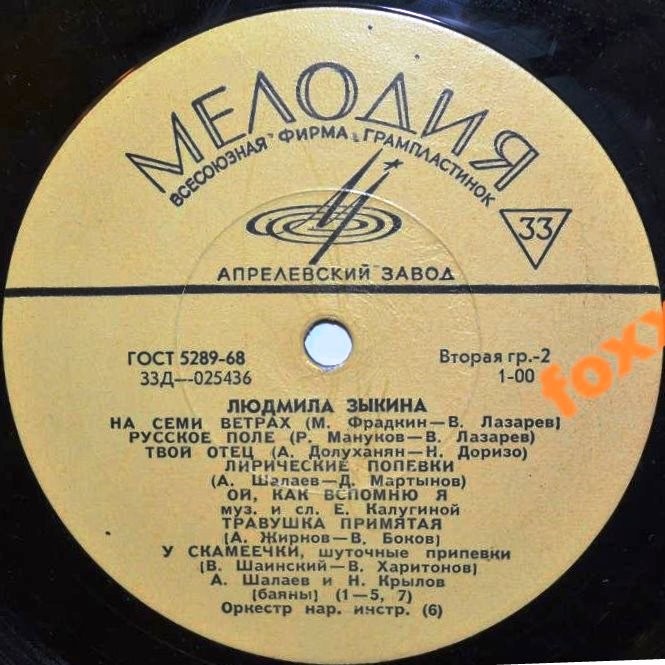 МЕЛОДИЯ
ВСЕСОЮЗНАЯ ФИРМА ГРАМПЛАСТИНОК
33
АПРЕЛЕВСКИЙ ЗАВОД
ГОСТ 5289-68
Вторая гр.-2
33Д—025436
1-00
foxy
ЛЮДМИЛА ЗЫКИНА
НА СЕМИ ВЕТРАХ (М. Фрадкин—В. Лазарев)
РУССКОЕ ПОЛЕ (Р. Мануков—В. Лазарев)
ТВОЙ ОТЕЦ (А. Долуханян—Н. Доризо)
ЛИРИЧЕСКИЕ ПОПЕВКИ
(А. Шалаев—Д. Мартынов)
ОЙ, КАК ВСПОМНЮ Я
муз. и сл. Е. Калугиной
ТРАВУШКА ПРИМЯТАЯ
(А. Жирнов—В. Боков)
У СКАМЕЕЧКИ, шуточные припевки
(В. Шаинский—В. Харитонов)
А. Шалаев и Н. Крылов
(баяны) (1—5, 7)
Оркестр нар. инстр. (6)